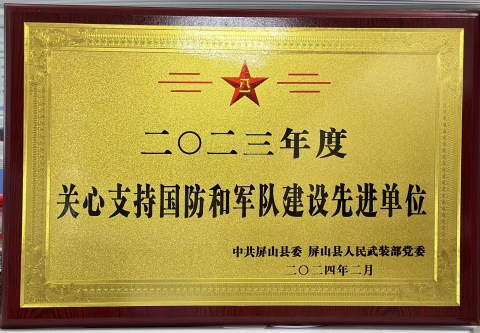 八一
二〇二三年度
关心支持国防和军队建设先进单位
中共屏山县委 屏山县人民武装部党委
二〇二四年二月